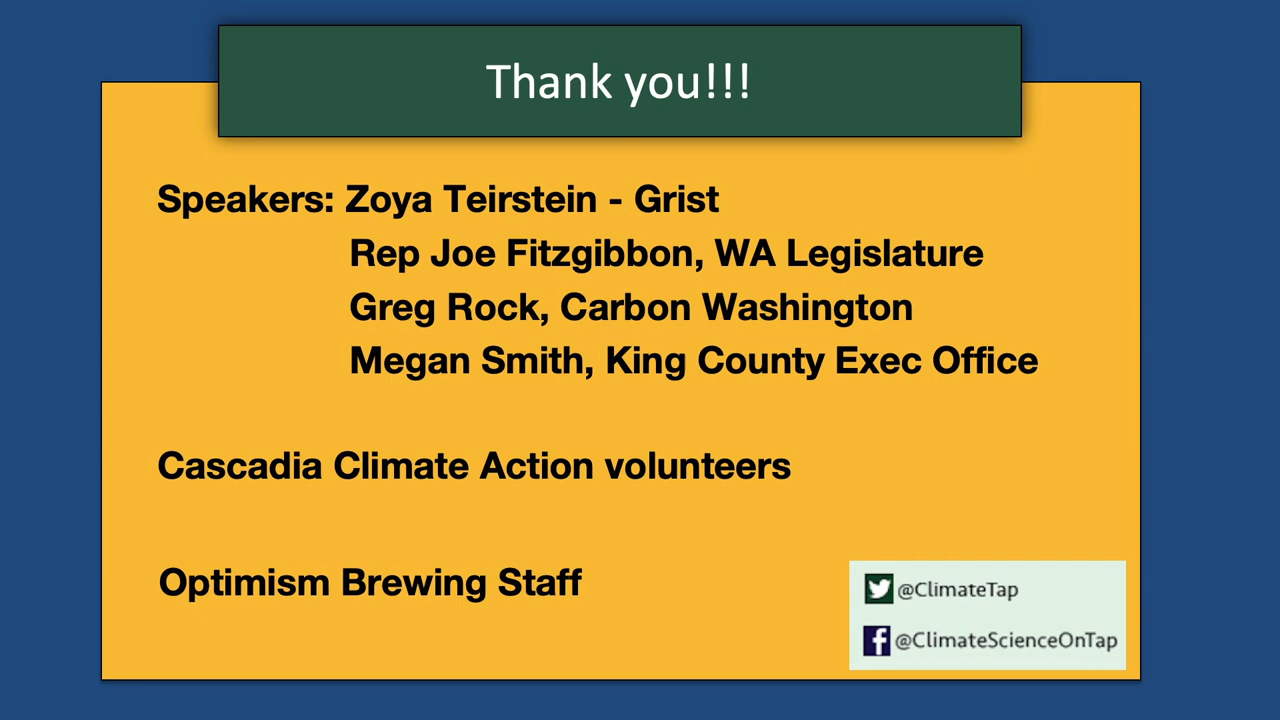 Thank you!!!
Speakers: Zoya Teirstein - Grist
Rep Joe Fitzgibbon, WA Legislature
Greg Rock, Carbon Washington
Megan Smith, King County Exec Office
Cascadia Climate Action volunteers
Optimism Brewing Staff
@ClimateTap
@ClimateScienceOnTap